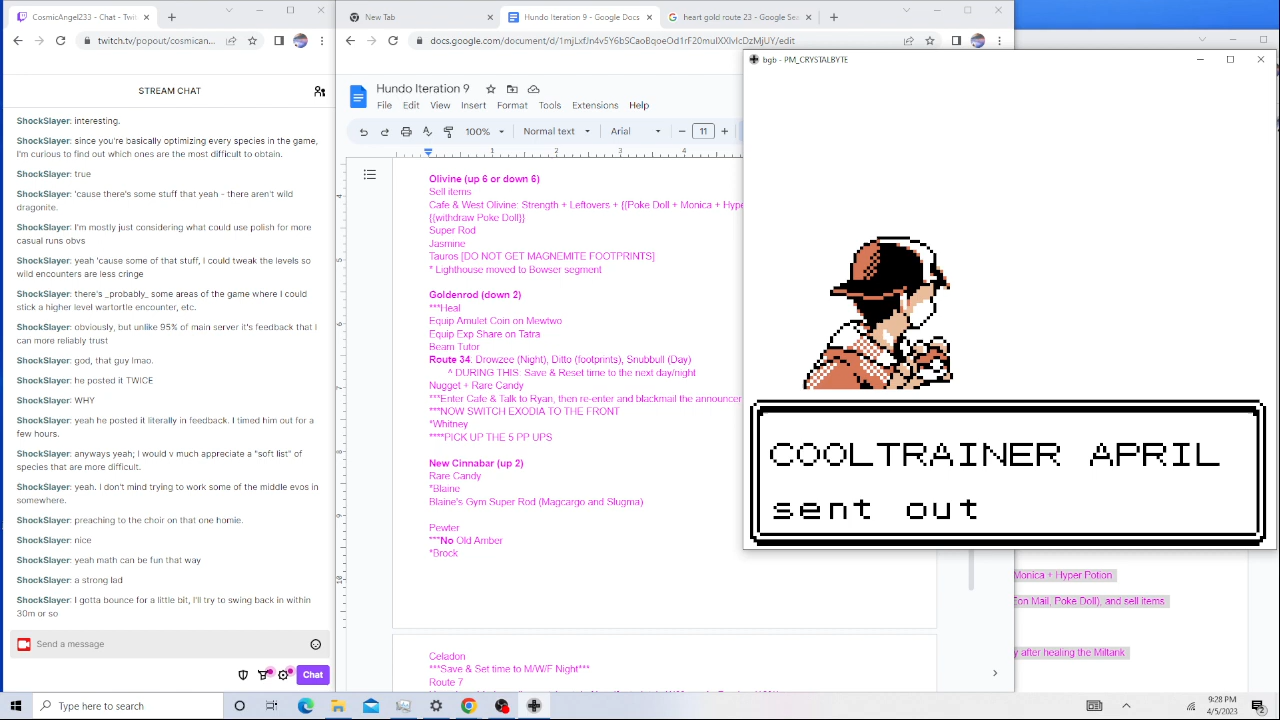 CosmicAngel233 - Chat - Twi
twitch.tv/popout/cosmican...
STREAM CHAT
ShockSlayer: interesting.
ShockSlayer: since you're basically optimizing every species in the game,
I'm curious to find out which ones are the most difficult to obtain.
ShockSlayer: true
ShockSlayer: 'cause there's some stuff that yeah - there aren't wild
dragonite.
ShockSlayer: I'm mostly just considering what could use polish for more
casual runs obvs
ShockSlayer: yeah 'cause some of that stuff, I could tweak the levels so
wild encounters are less cringe
ShockSlayer: there's _probably_ some areas of the game where I could
stick a higher level wartortle encounter, etc.
ShockSlayer: obviously, but unlike 95% of main server it's feedback that I
can more reliably trust
ShockSlayer: god, that guy lmao.
ShockSlayer: he posted it TWICE
ShockSlayer: WHY
ShockSlayer: yeah he posted it literally in feedback. I timed him out for a
few hours.
ShockSlayer: anyways yeah; I would v much appreciate a "soft list" of
species that are more difficult.
ShockSlayer: yeah. I don't mind trying to work some of the middle evos in
somewhere.
ShockSlayer: preaching to the choir on that one homie.
ShockSlayer: nice
ShockSlayer: yeah math can be fun that way
ShockSlayer: a strong lad
ShockSlayer: I gotta bounce for a little bit, I'll try to swing back in within
30m or so
Send a message
Chat
New Tab
Hundo Iteration 9 - Google Docs
heart gold route 23 - Google Sea
Hundo Iteration 9
File Edit View Insert Format Tools Extensions Help
100% Normal text Arial 11
1 2 3 4
Olivine (up 6 or down 6)
Sell items
Cafe & West Olivine: Strength + Leftovers + {{Poke Doll + Monica + Hype
{{withdraw Poke Doll}}
Super Rod
Jasmine
Tauros [DO NOT GET MAGNEMITE FOOTPRINTS]
* Lighthouse moved to Bowser segment
Goldenrod (down 2)
***Heal
Equip Amulet Coin on Mewtwo
Equip Exp Share on Tatra
Beam Tutor
Route 34: Drowzee (Night), Ditto (footprints), Snubbull (Day)
^ DURING THIS: Save & Reset time to the next day/night
Nugget + Rare Candy
***Enter Cafe & Talk to Ryan, then re-enter and blackmail the announcer
***NOW SWITCH EXODIA TO THE FRONT
*Whitney
****PICK UP THE 5 PP UPS
New Cinnabar (up 2)
Rare Candy
*Blaine
Blaine's Gym Super Rod (Magcargo and Slugma)
Pewter
***No Old Amber
*Brock
Celadon
***Save & Set time to M/W/F Night***
Route 7
bgb - PM_CRYSTALBYTE
COOLTRAINER APRIL
sent out
Monica + Hyper Potion
Eon Mail, Poke Doll), and sell items
y after healing the Miltank
Type here to search
9:28 PM
4/5/2023